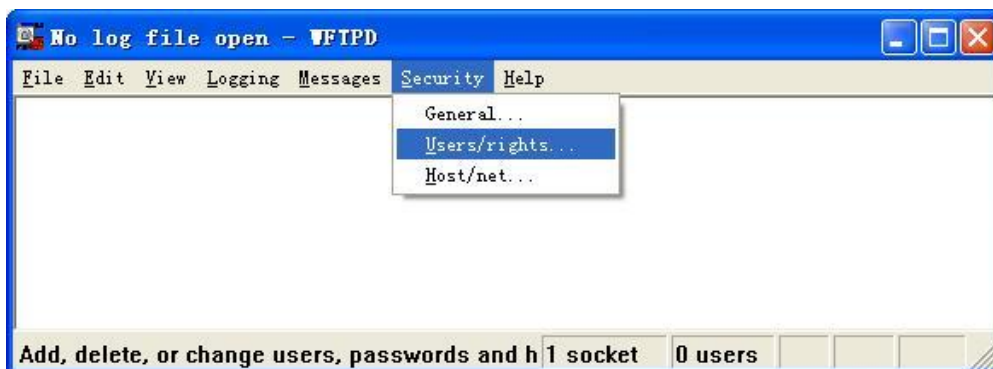 No log file open - WFTPD
File Edit View Logging Messages Security Help
General...
Users/rights...
Host/net...
Add, delete, or change users, passwords and h 1 socket 0 users